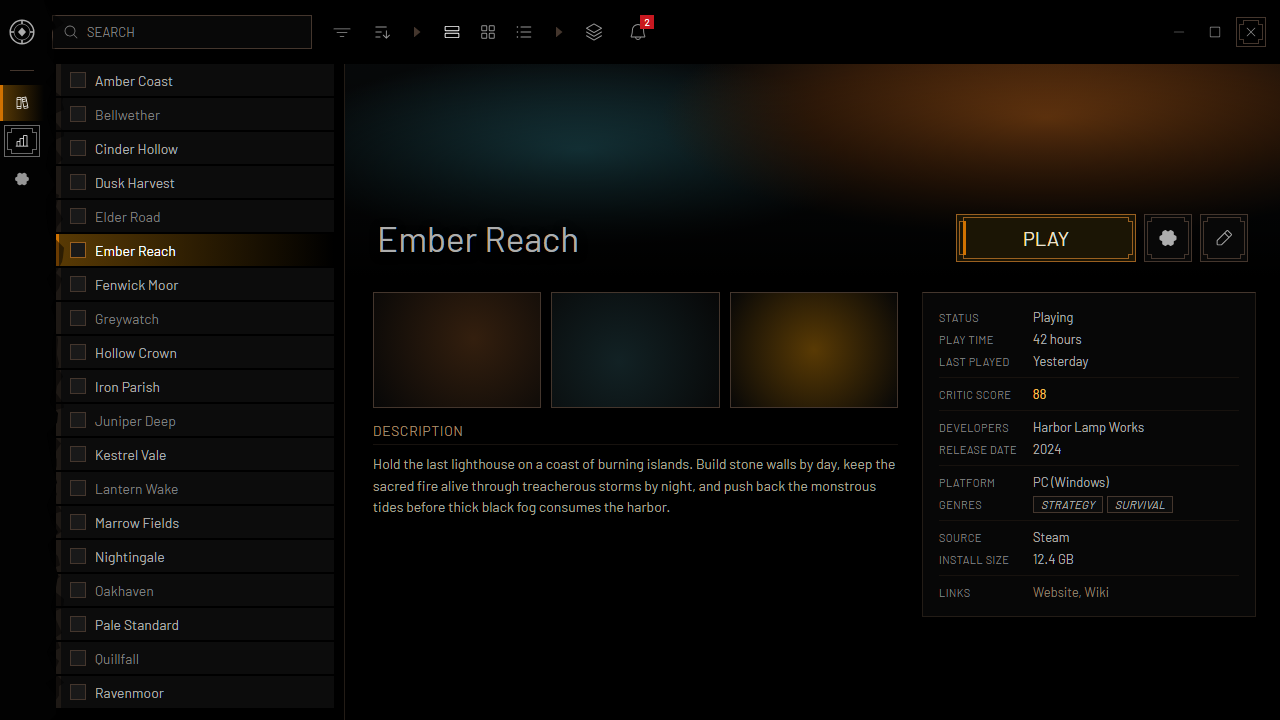 SEARCH
2
Amber Coast
Bellwether
Cinder Hollow
Dusk Harvest
Elder Road
Ember Reach
Fenwick Moor
Greywatch
Hollow Crown
Iron Parish
Juniper Deep
Kestrel Vale
Lantern Wake
Marrow Fields
Nightingale
Oakhaven
Pale Standard
Quillfall
Ravenmoor
Ember Reach
PLAY
DESCRIPTION
Hold the last lighthouse on a coast of burning islands. Build stone walls by day, keep the
sacred fire alive through treacherous storms by night, and push back the monstrous
tides before thick black fog consumes the harbor.
STATUS Playing
PLAY TIME 42 hours
LAST PLAYED Yesterday
CRITIC SCORE 88
DEVELOPERS Harbor Lamp Works
RELEASE DATE 2024
PLATFORM PC (Windows)
GENRES STRATEGY SURVIVAL
SOURCE Steam
INSTALL SIZE 12.4 GB
LINKS Website, Wiki